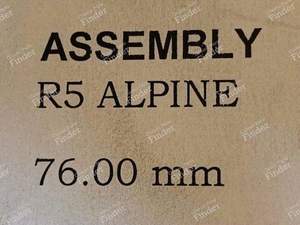 ASSEMBLY
R5 ALPINE
76.00 mm